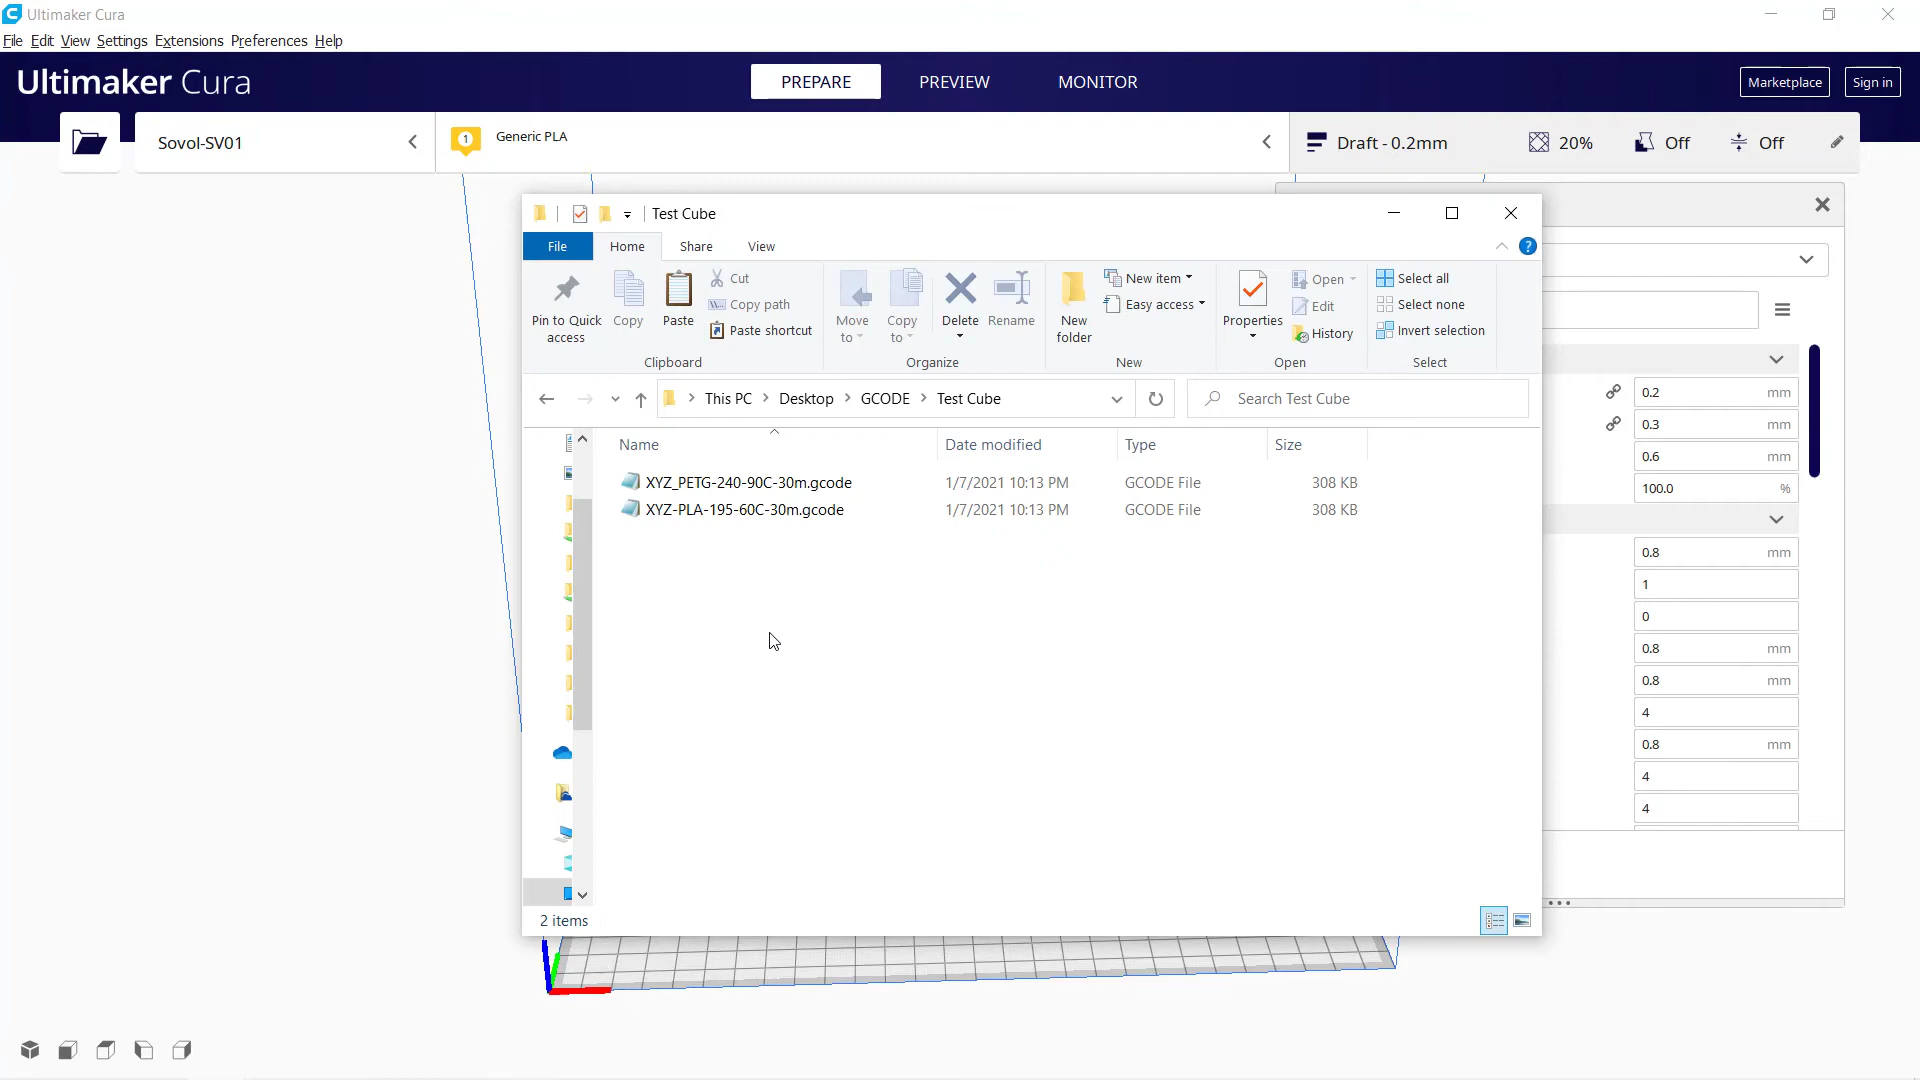 Ultimaker Cura
File Edit View Settings Extensions Preferences Help
Ultimaker Cura
PREPARE
PREVIEW
MONITOR
Marketplace
Sign in
Sovol-SV01
1
Generic PLA
Draft - 0.2mm
20%
Off
Off
Test Cube
File
Home
Share
View
?
Pin to Quick
access
Copy
Paste
Cut
Copy path
Paste shortcut
Clipboard
Move
to
Copy
to
Delete
Rename
Organize
New
folder
New item
Easy access
New
Properties
Open
Edit
History
Open
Select all
Select none
Invert selection
Select
This PC
Desktop
GCODE
Test Cube
Search Test Cube
Name
Date modified
Type
Size
XYZ_PETG-240-90C-30m.gcode 1/7/2021 10:13 PM GCODE File 308 KB
XYZ-PLA-195-60C-30m.gcode 1/7/2021 10:13 PM GCODE File 308 KB
2 items
0.2 mm
0.3 mm
0.6 mm
100.0 %
0.8 mm
1
0
0.8 mm
0.8 mm
4
0.8 mm
4
4